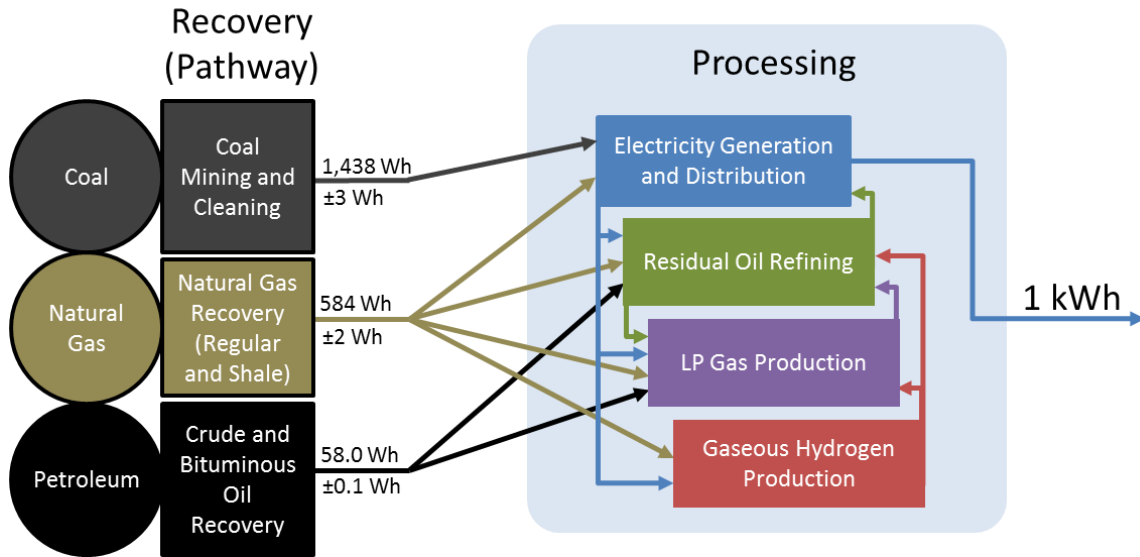 Recovery
(Pathway)
Processing
Coal
Coal
Mining and
Cleaning
1,438 Wh
±3 Wh
Electricity Generation
and Distribution
Natural
Gas
Natural Gas
Recovery
(Regular
and Shale)
584 Wh
±2 Wh
Residual Oil Refining
1 kWh
LP Gas Production
Petroleum
Crude and
Bituminous
Oil
Recovery
58.0 Wh
±0.1 Wh
Gaseous Hydrogen
Production